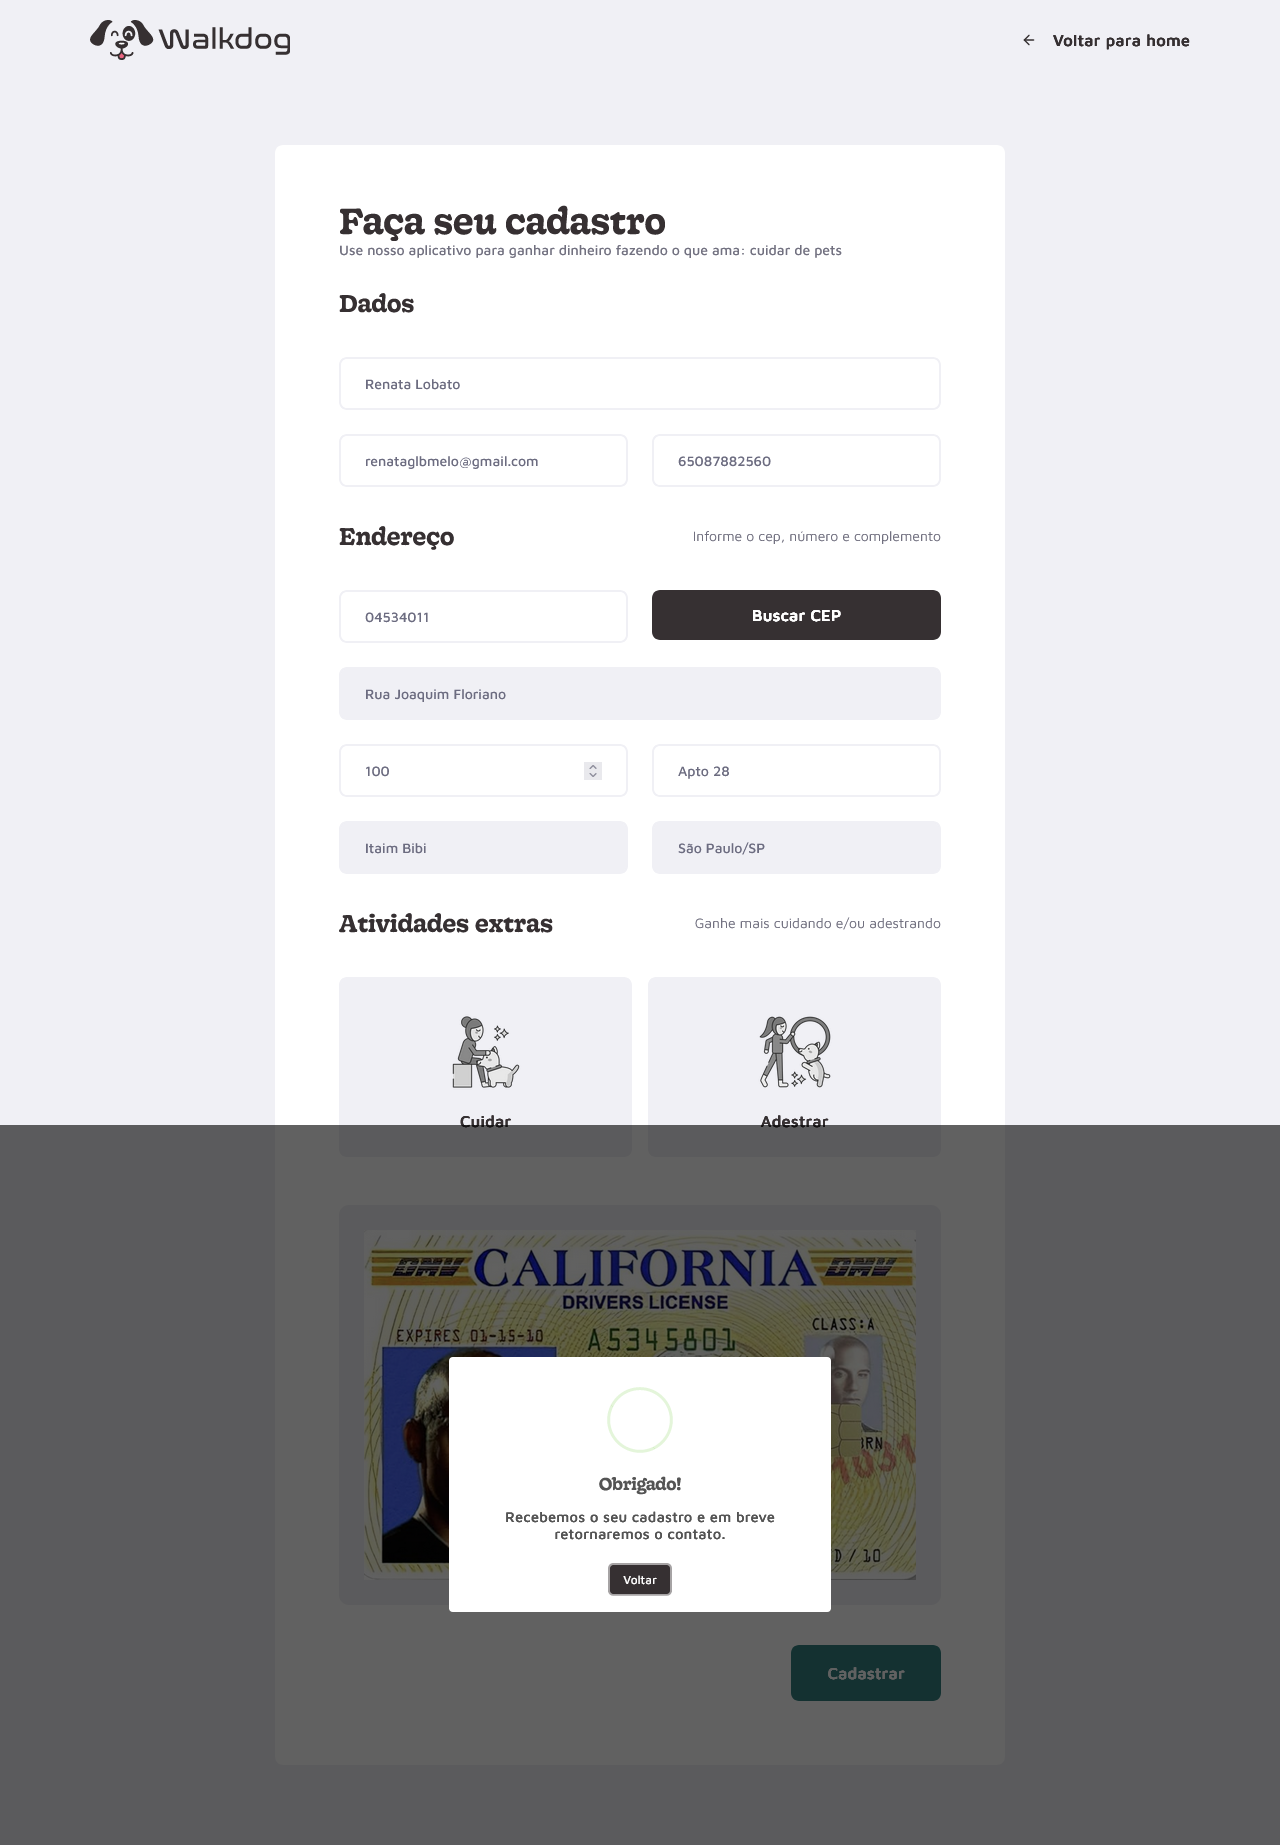 Walkdog
Voltar para home
Faça seu cadastro
Use nosso aplicativo para ganhar dinheiro fazendo o que ama: cuidar de pets
Dados
Renata Lobato
renataglbmelo@gmail.com
65087882560
Endereço
Informe o cep, número e complemento
04534011
Buscar CEP
Rua Joaquim Floriano
100
Apto 28
Itaim Bibi
São Paulo/SP
Atividades extras
Ganhe mais cuidando e/ou adestrando
Cuidar
Adestrar
DMV CALIFORNIA DMV
DRIVERS LICENSE
CLASS:A
EXPIRES 01-15-10
A5345801
Obrigado!
Recebemos o seu cadastro e em breve
retornaremos o contato.
Voltar
Cadastrar